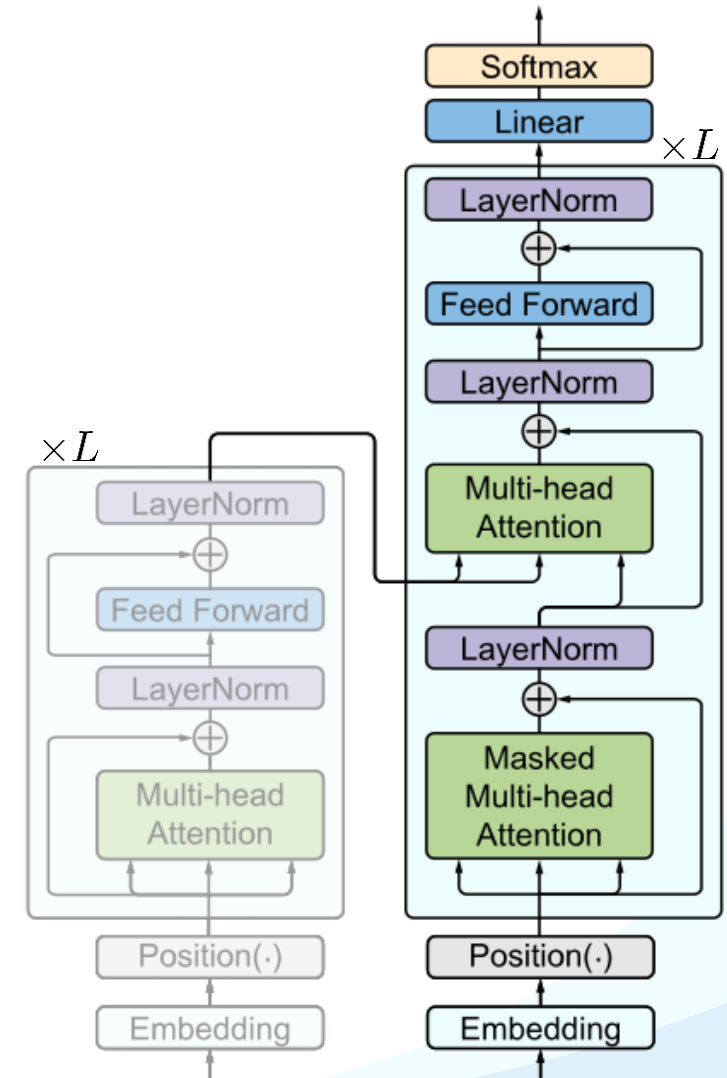 Softmax
Linear
×L
LayerNorm
Feed Forward
LayerNorm
Multi-head
Attention
LayerNorm
Masked
Multi-head
Attention
Position(·)
Embedding
×L
LayerNorm
Feed Forward
LayerNorm
Multi-head
Attention
Position(·)
Embedding